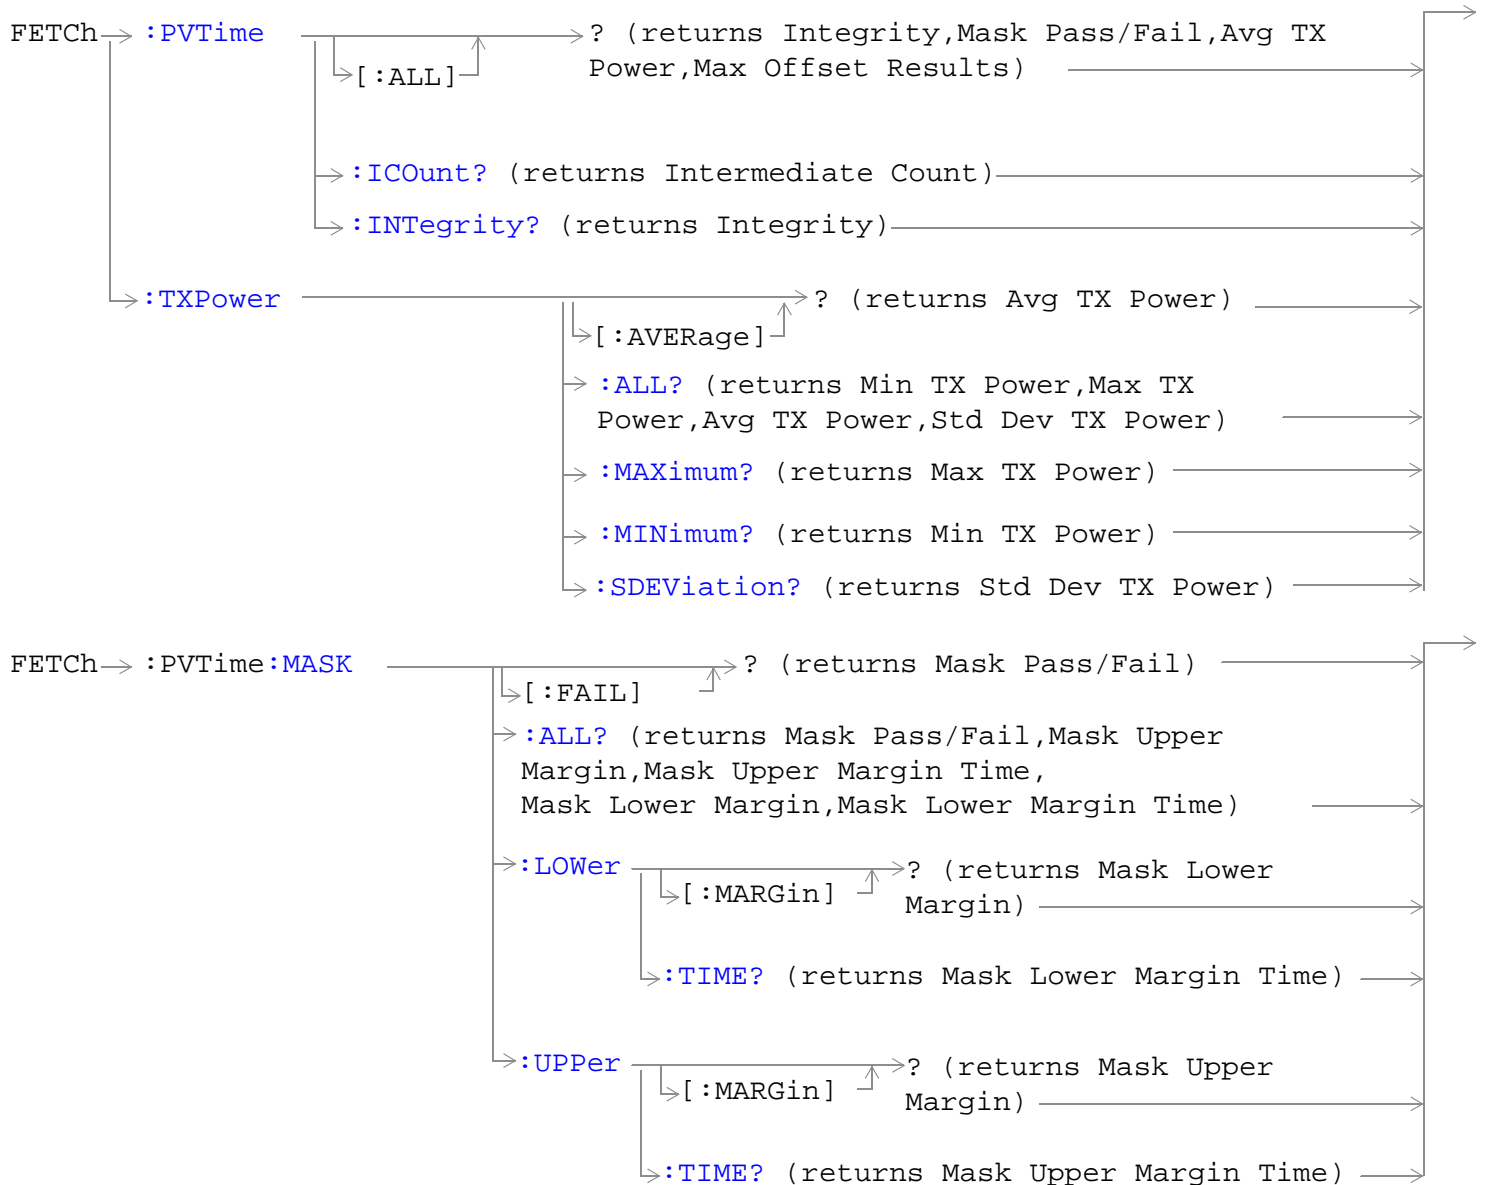 FETCh :PVTime ? (returns Integrity,Mask Pass/Fail,Avg TX
[:ALL] Power,Max Offset Results)
:ICOunt? (returns Intermediate Count)
:INTegrity? (returns Integrity)
:TXPower ? (returns Avg TX Power)
[:AVERage]
:ALL? (returns Min TX Power,Max TX
Power,Avg TX Power,Std Dev TX Power)
:MAXimum? (returns Max TX Power)
:MINimum? (returns Min TX Power)
:SDEViation? (returns Std Dev TX Power)
FETCh :PVTime:MASK ? (returns Mask Pass/Fail)
[:FAIL]
:ALL? (returns Mask Pass/Fail,Mask Upper
Margin,Mask Upper Margin Time,
Mask Lower Margin,Mask Lower Margin Time)
:LOWer ? (returns Mask Lower
[:MARGin] Margin)
:TIME? (returns Mask Lower Margin Time)
:UPPer ? (returns Mask Upper
[:MARGin] Margin)
:TIME? (returns Mask Upper Margin Time)